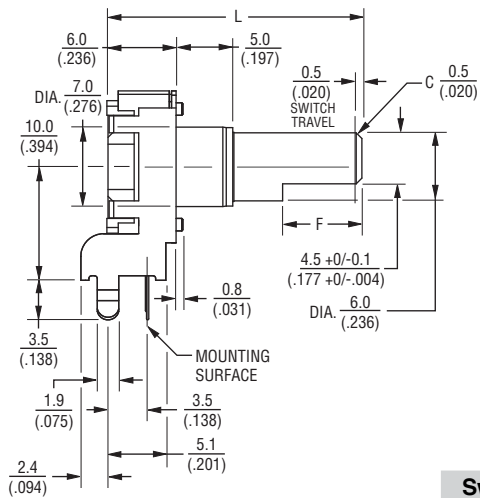 L
6.0
(.236)
5.0
(.197)
0.5
(.020)
SWITCH
TRAVEL
C 0.5
(.020)
DIA. 7.0
(.276)
10.0
(.394)
F
4.5 +0/-0.1
(.177 +0/-.004)
DIA. 6.0
(.236)
0.8
(.031)
3.5
(.138)
MOUNTING
SURFACE
1.9
(.075)
3.5
(.138)
5.1
(.201)
2.4
(.094)